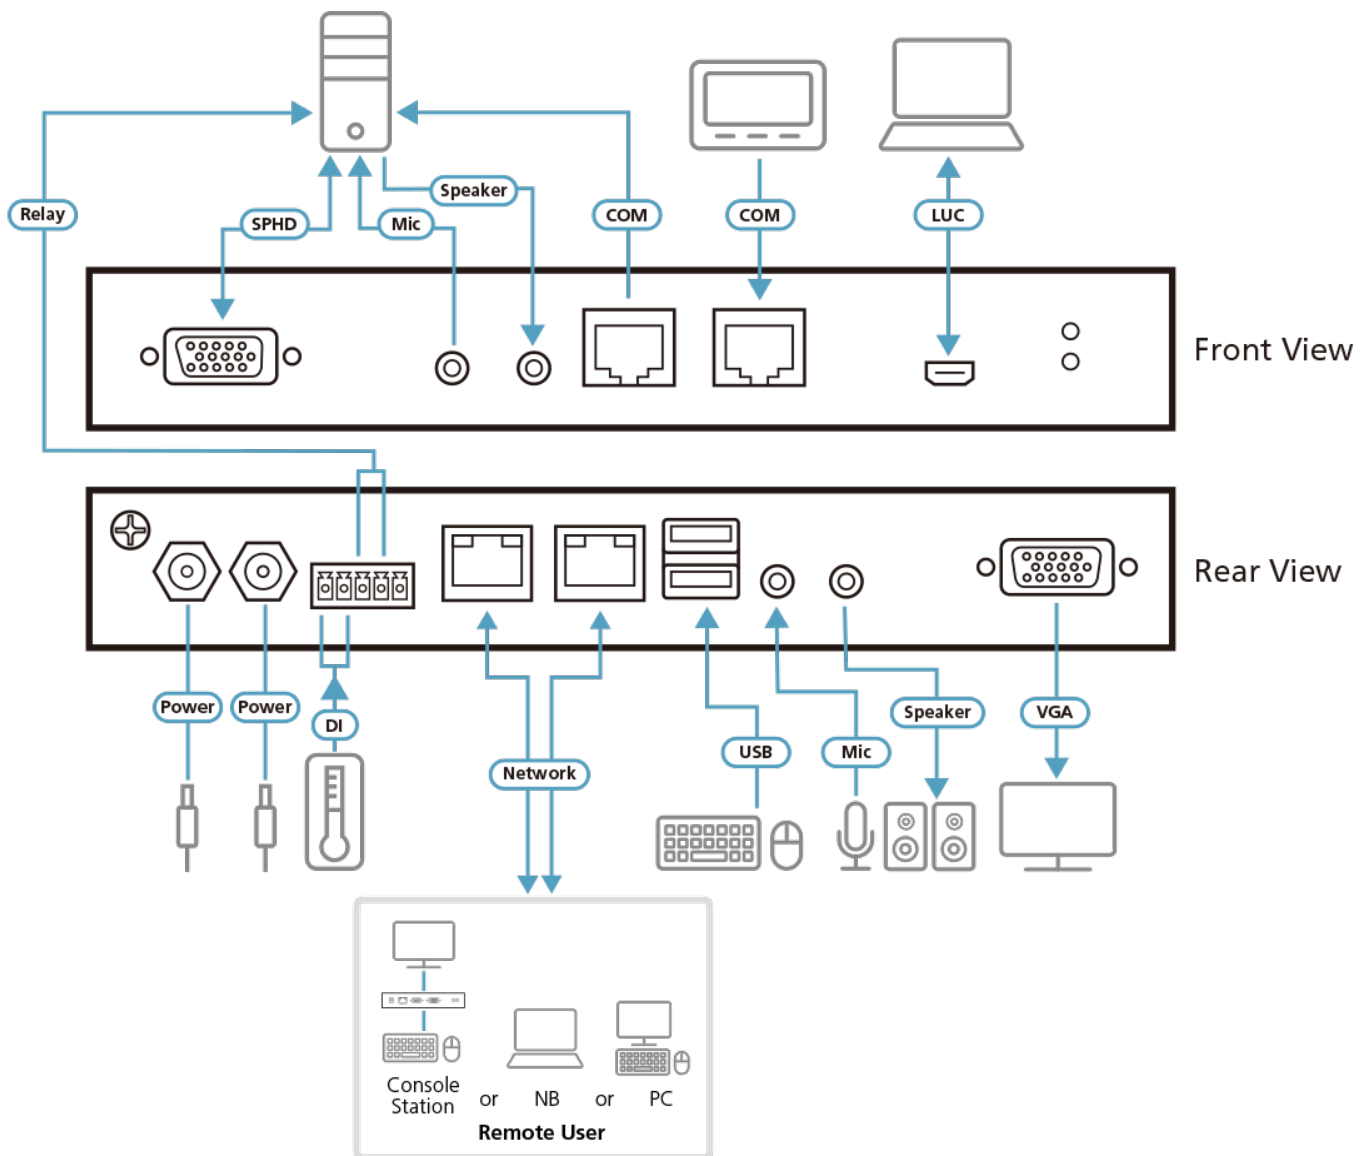 Speaker
Relay
SPHD
Mic
COM
COM
LUC
Front View
Rear View
Power
Power
DI
Speaker
VGA
USB
Mic
Network
Console
Station
or
NB
or
PC
Remote User